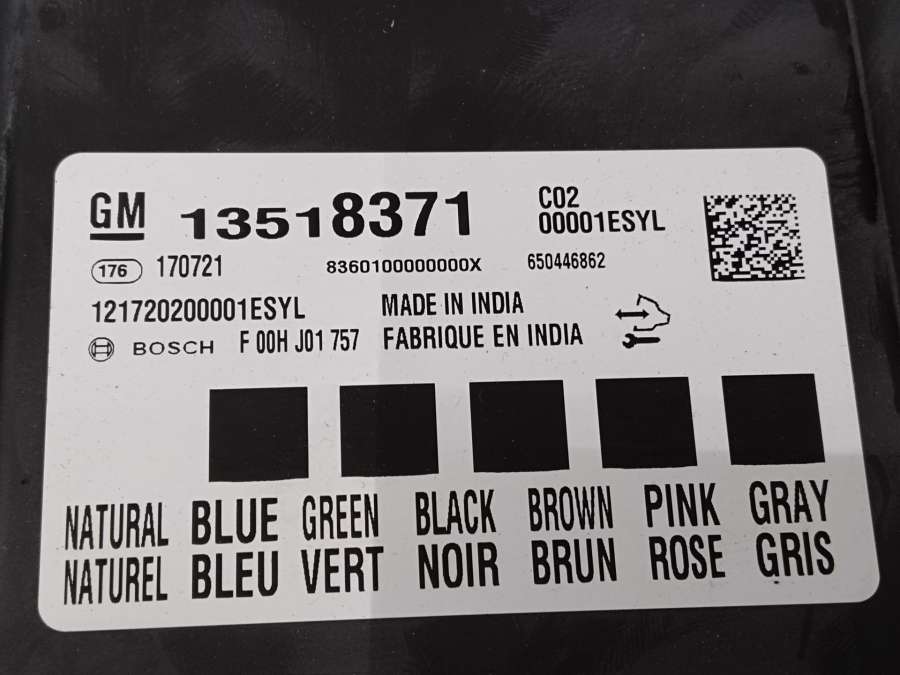 GM 13518371 C02
00001ESYL
176 170721 8360100000000X 650446862
121720200001ESYL MADE IN INDIA
BOSCH F 00H J01 757 FABRIQUE EN INDIA
NATURAL BLUE GREEN BLACK BROWN PINK GRAY
NATUREL BLEU VERT NOIR BRUN ROSE GRIS